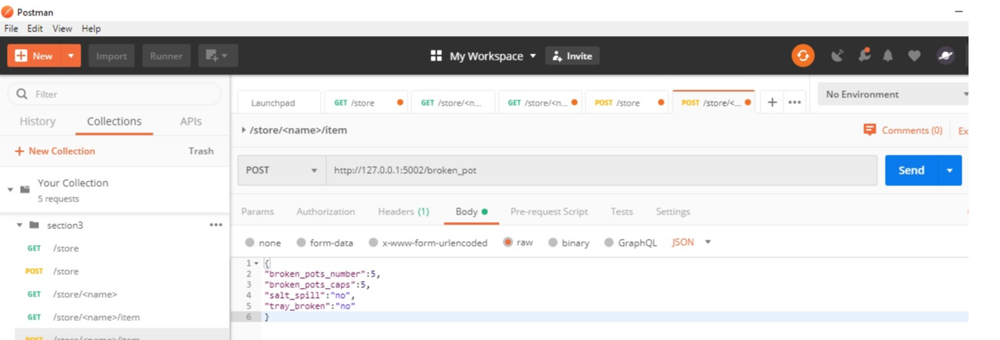 Postman
File Edit View Help
New Import Runner My Workspace Invite
Filter
History Collections APIs
+ New Collection Trash
Your Collection
5 requests
section3
GET /store
POST /store
GET /store/<name>
GET /store/<name>/item
POST /store/<name>/item
Launchpad GET /store GET /store/<n... GET /store/<n... POST /store POST /store/<... + ... No Environment
/store/<name>/item Comments (0) Ex
POST http://127.0.0.1:5002/broken_pot Send
Params Authorization Headers (1) Body Pre-request Script Tests Settings
none form-data x-www-form-urlencoded raw binary GraphQL JSON
1 {
2 "broken_pots_number":5,
3 "broken_pots_caps":5,
4 "salt_spill":"no",
5 "tray_broken":"no"
6 }